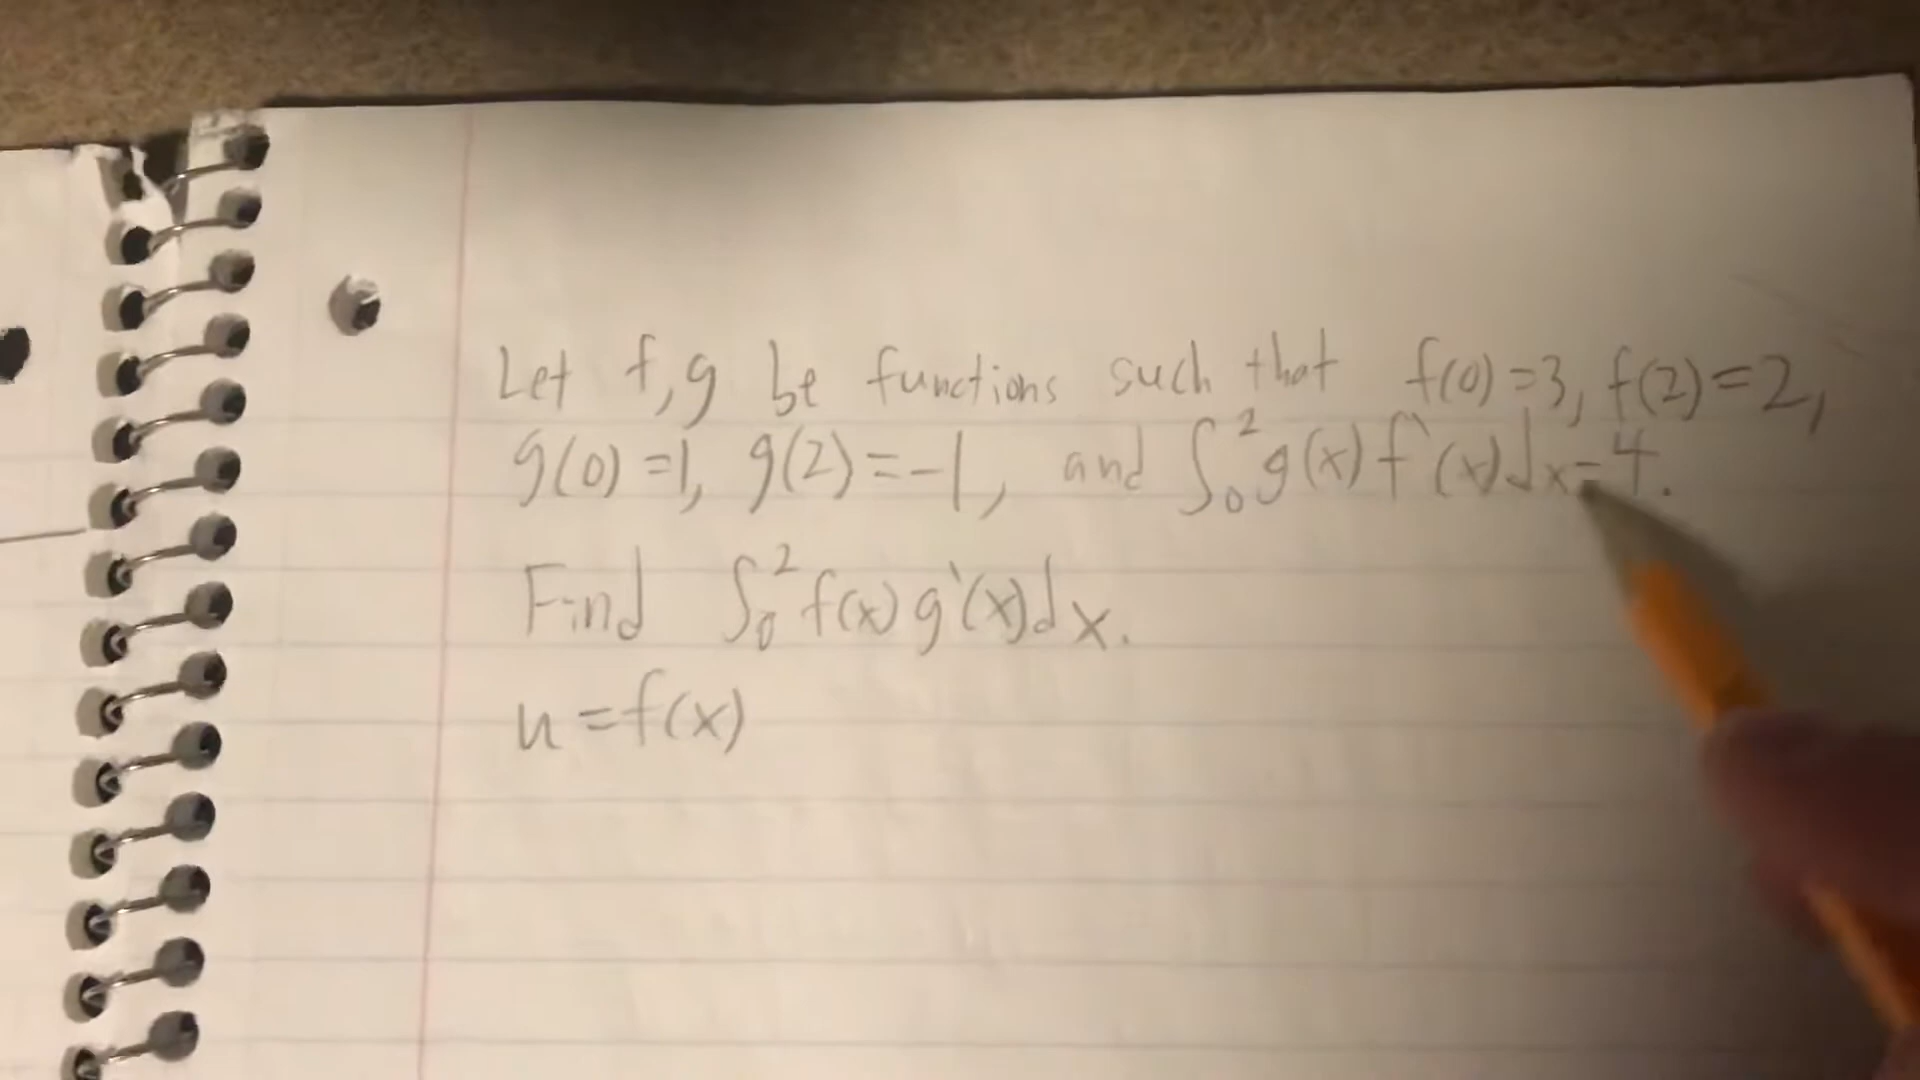 Let f,g be functions such that f(0)=3, f(2)=2,
g(0)=1, g(2)=-1, and ∫₀² g(x)f'(x)dx=4.
Find ∫₀² f(x)g'(x)dx.
u=f(x)